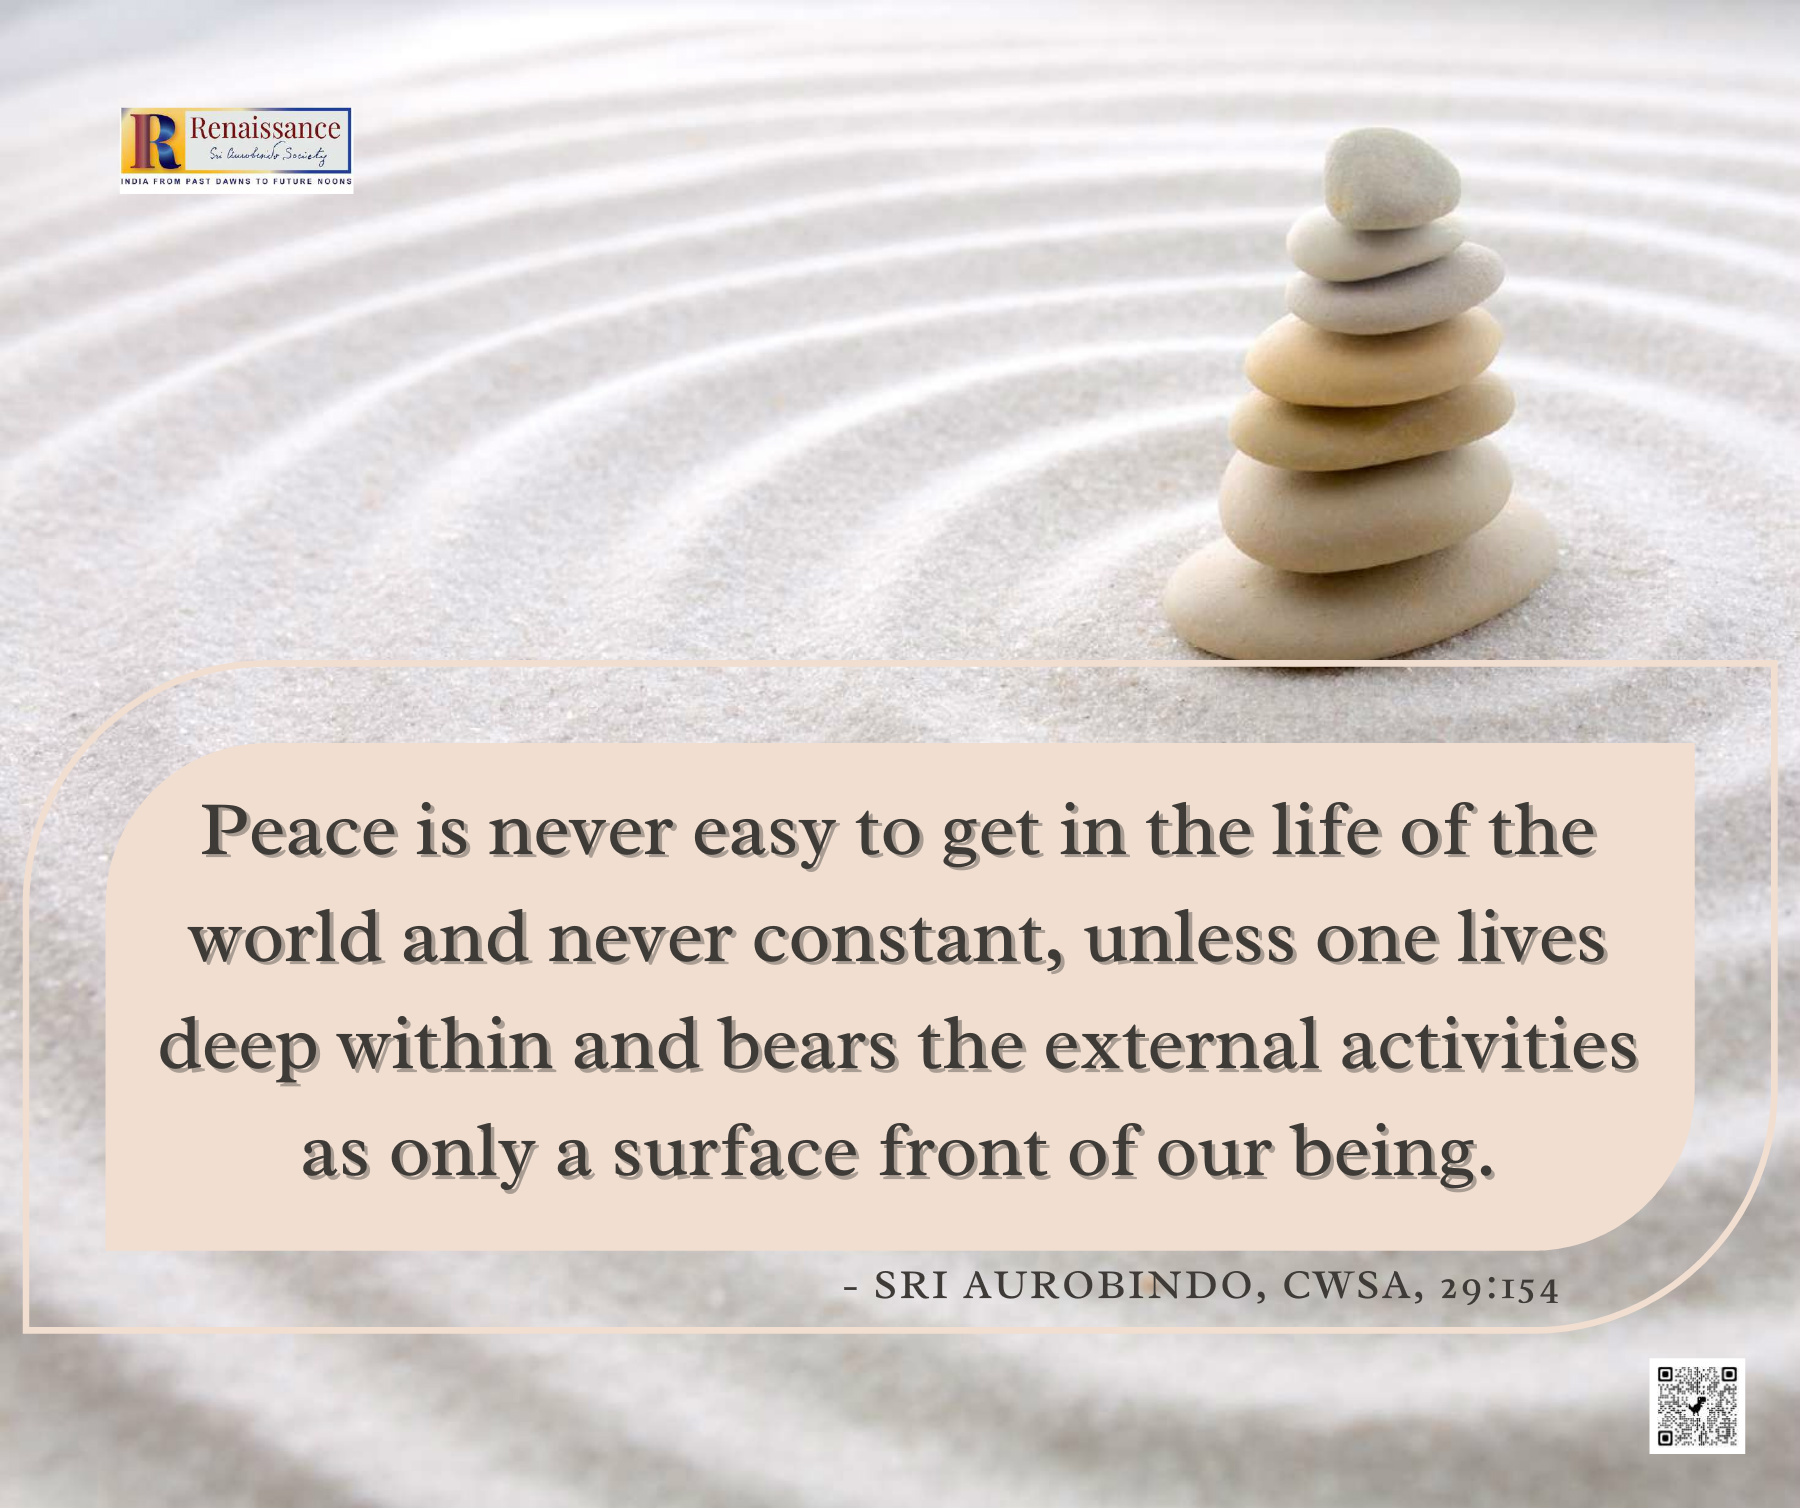 R Renaissance
Sri Aurobindo Society
INDIA FROM PAST DAWNS TO FUTURE NOONS
Peace is never easy to get in the life of the
world and never constant, unless one lives
deep within and bears the external activities
as only a surface front of our being.
- SRI AUROBINDO, CWSA, 29:154